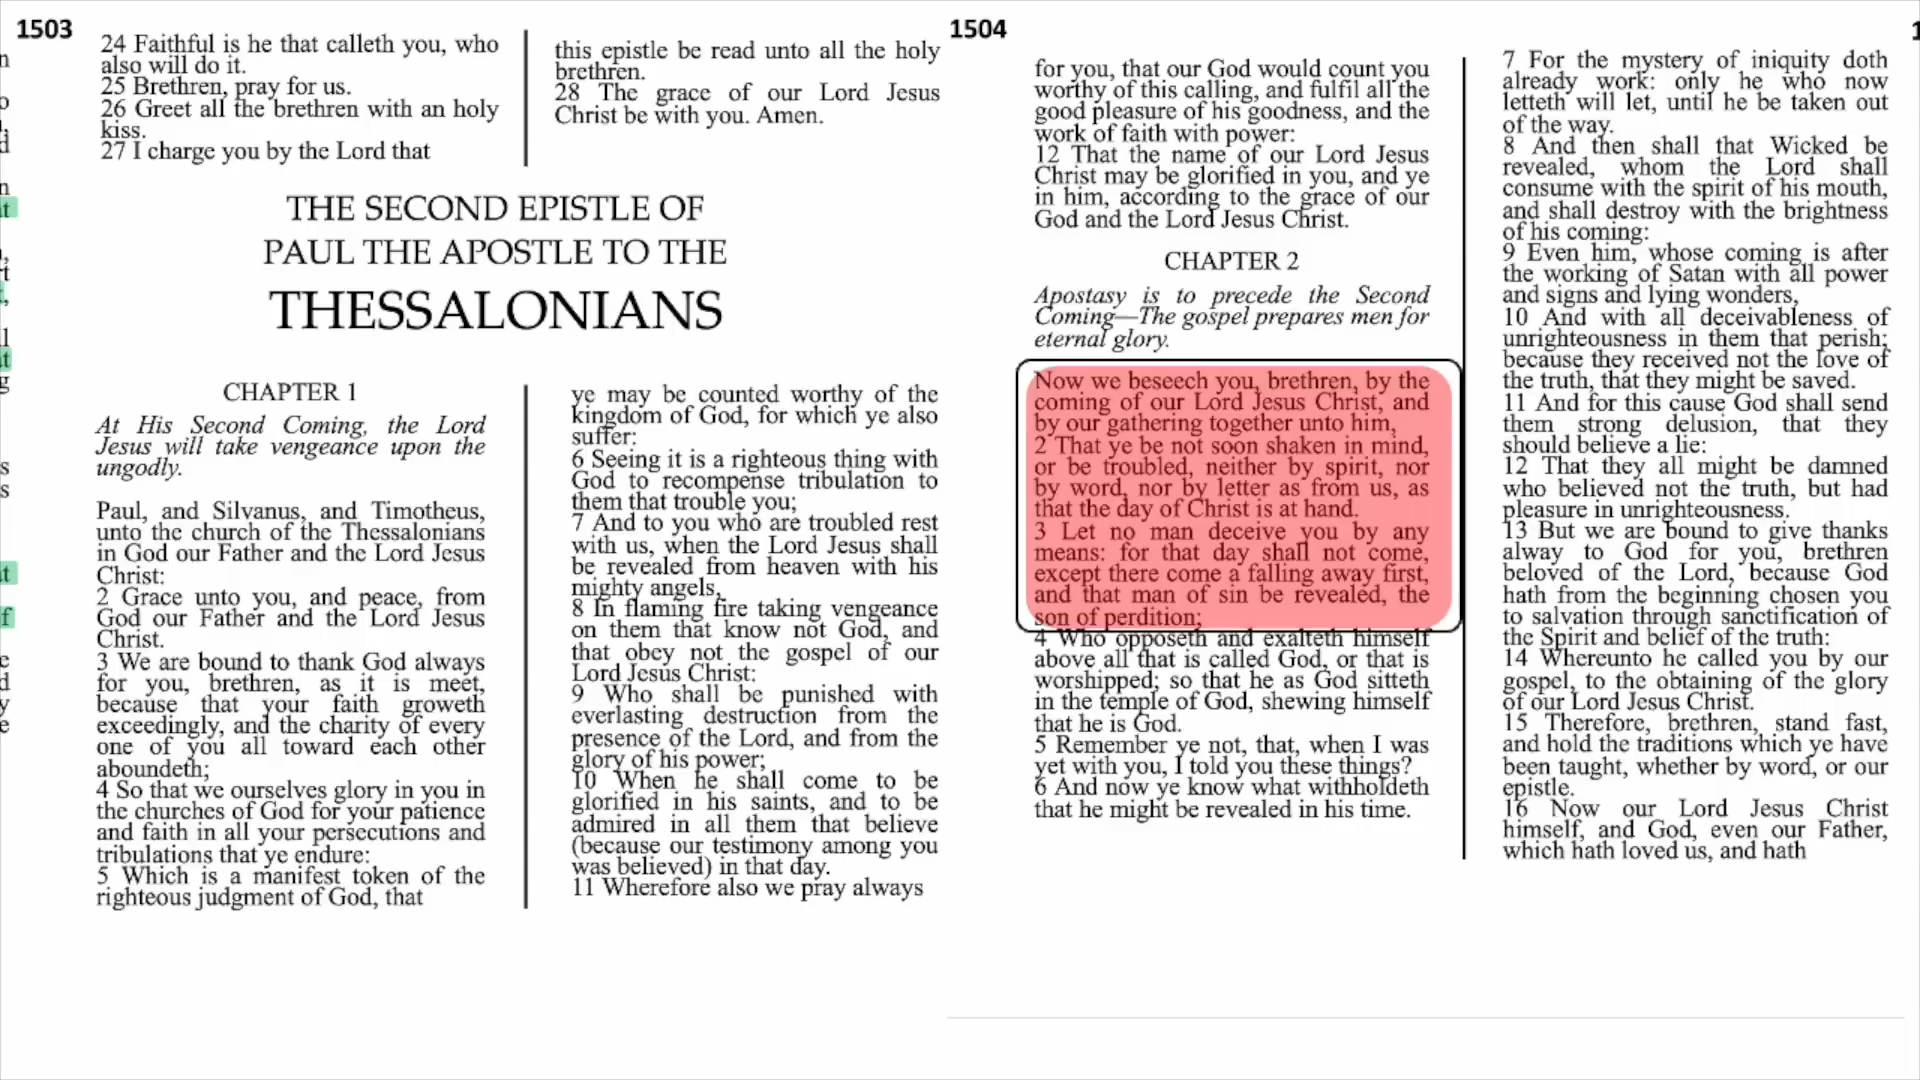 1503
24 Faithful is he that calleth you, who
also will do it.
25 Brethren, pray for us.
26 Greet all the brethren with an holy
kiss.
27 I charge you by the Lord that
this epistle be read unto all the holy
brethren.
28 The grace of our Lord Jesus
Christ be with you. Amen.
THE SECOND EPISTLE OF
PAUL THE APOSTLE TO THE
THESSALONIANS
CHAPTER 1
At His Second Coming, the Lord
Jesus will take vengeance upon the
ungodly.
Paul, and Silvanus, and Timotheus,
unto the church of the Thessalonians
in God our Father and the Lord Jesus
Christ:
2 Grace unto you, and peace, from
God our Father and the Lord Jesus
Christ.
3 We are bound to thank God always
for you, brethren, as it is meet,
because that your faith groweth
exceedingly, and the charity of every
one of you all toward each other
aboundeth;
4 So that we ourselves glory in you in
the churches of God for your patience
and faith in all your persecutions and
tribulations that ye endure:
5 Which is a manifest token of the
righteous judgment of God, that
ye may be counted worthy of the
kingdom of God, for which ye also
suffer:
6 Seeing it is a righteous thing with
God to recompense tribulation to
them that trouble you;
7 And to you who are troubled rest
with us, when the Lord Jesus shall
be revealed from heaven with his
mighty angels,
8 In flaming fire taking vengeance
on them that know not God, and
that obey not the gospel of our
Lord Jesus Christ:
9 Who shall be punished with
everlasting destruction from the
presence of the Lord, and from the
glory of his power;
10 When he shall come to be
glorified in his saints, and to be
admired in all them that believe
(because our testimony among you
was believed) in that day.
11 Wherefore also we pray always
1504
for you, that our God would count you
worthy of this calling, and fulfil all the
good pleasure of his goodness, and the
work of faith with power:
12 That the name of our Lord Jesus
Christ may be glorified in you, and ye
in him, according to the grace of our
God and the Lord Jesus Christ.
CHAPTER 2
Apostasy is to precede the Second
Coming—The gospel prepares men for
eternal glory.
Now we beseech you, brethren, by the
coming of our Lord Jesus Christ, and
by our gathering together unto him,
2 That ye be not soon shaken in mind,
or be troubled, neither by spirit, nor
by word, nor by letter as from us, as
that the day of Christ is at hand.
3 Let no man deceive you by any
means: for that day shall not come,
except there come a falling away first,
and that man of sin be revealed, the
son of perdition;
4 Who opposeth and exalteth himself
above all that is called God, or that is
worshipped; so that he as God sitteth
in the temple of God, shewing himself
that he is God.
5 Remember ye not, that, when I was
yet with you, I told you these things?
6 And now ye know what withholdeth
that he might be revealed in his time.
7 For the mystery of iniquity doth
already work: only he who now
letteth will let, until he be taken out
of the way.
8 And then shall that Wicked be
revealed, whom the Lord shall
consume with the spirit of his mouth,
and shall destroy with the brightness
of his coming:
9 Even him, whose coming is after
the working of Satan with all power
and signs and lying wonders,
10 And with all deceivableness of
unrighteousness in them that perish;
because they received not the love of
the truth, that they might be saved.
11 And for this cause God shall send
them strong delusion, that they
should believe a lie:
12 That they all might be damned
who believed not the truth, but had
pleasure in unrighteousness.
13 But we are bound to give thanks
alway to God for you, brethren
beloved of the Lord, because God
hath from the beginning chosen you
to salvation through sanctification of
the Spirit and belief of the truth:
14 Whereunto he called you by our
gospel, to the obtaining of the glory
of our Lord Jesus Christ.
15 Therefore, brethren, stand fast,
and hold the traditions which ye have
been taught, whether by word, or our
epistle.
16 Now our Lord Jesus Christ
himself, and God, even our Father,
which hath loved us, and hath